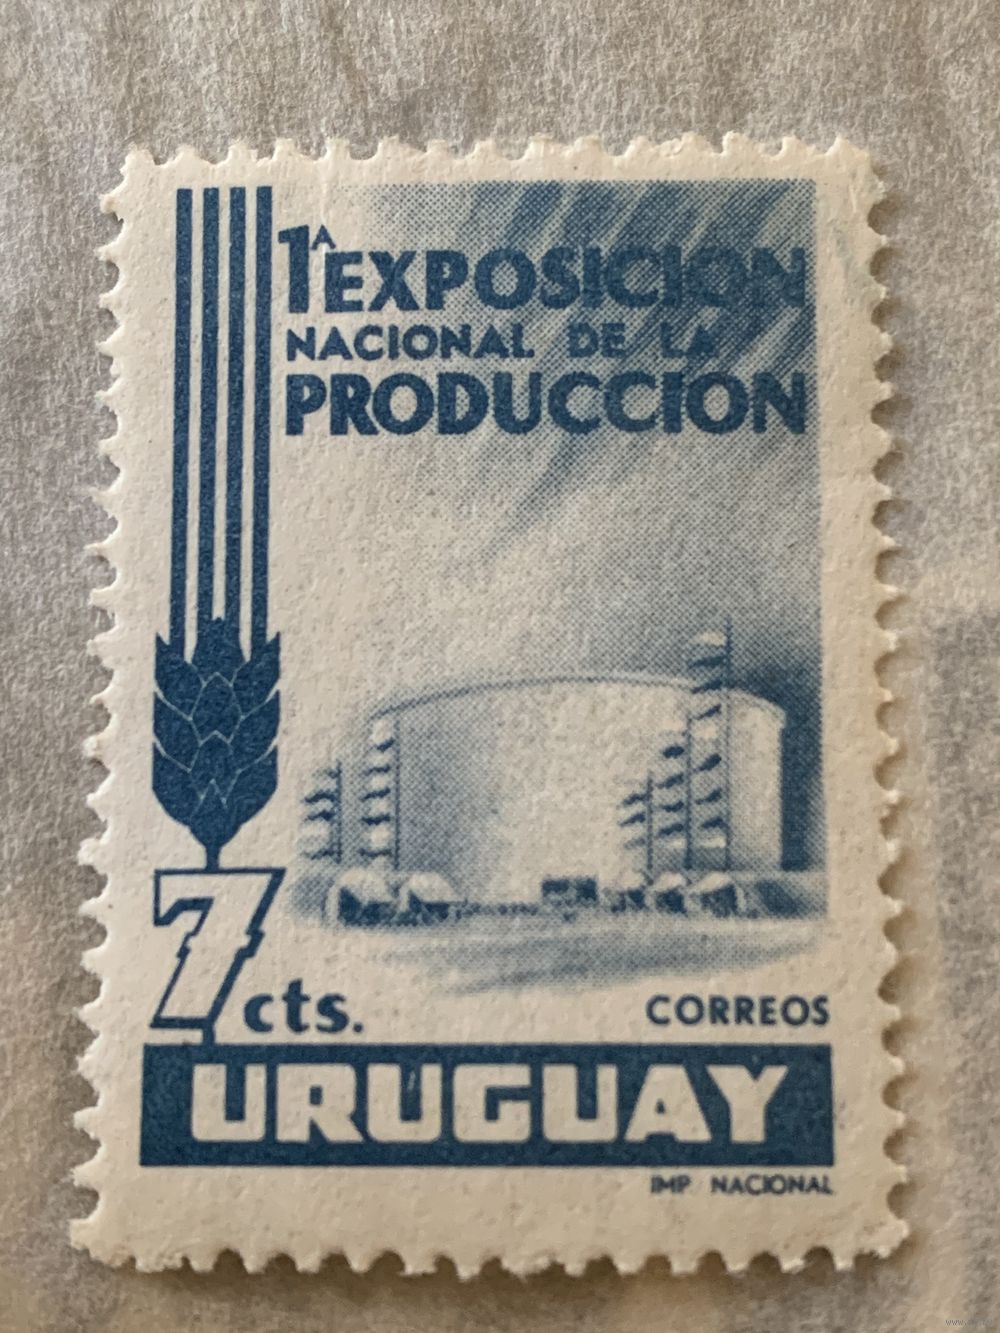 1A EXPOSICION
NACIONAL DE LA
PRODUCCION
7 cts.
CORREOS
URUGUAY
IMP NACIONAL